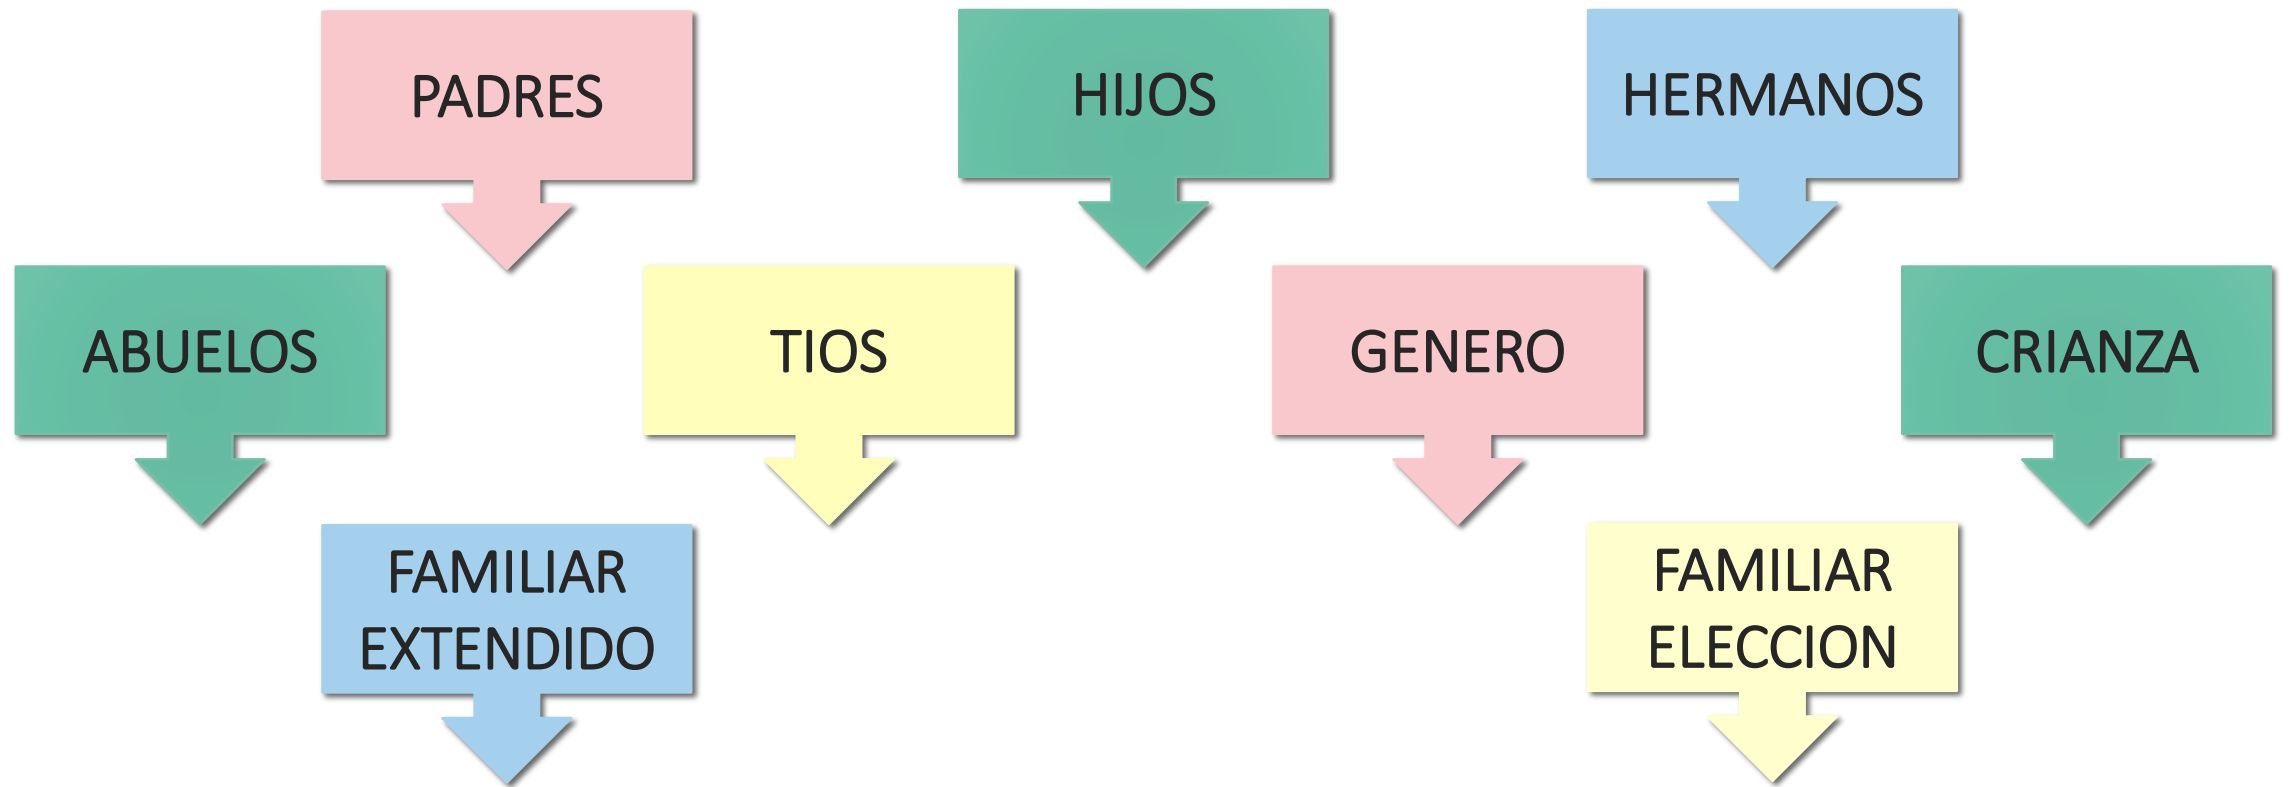 PADRES
HIJOS
HERMANOS
ABUELOS
TIOS
GENERO
CRIANZA
FAMILIAR
EXTENDIDO
FAMILIAR
ELECCION